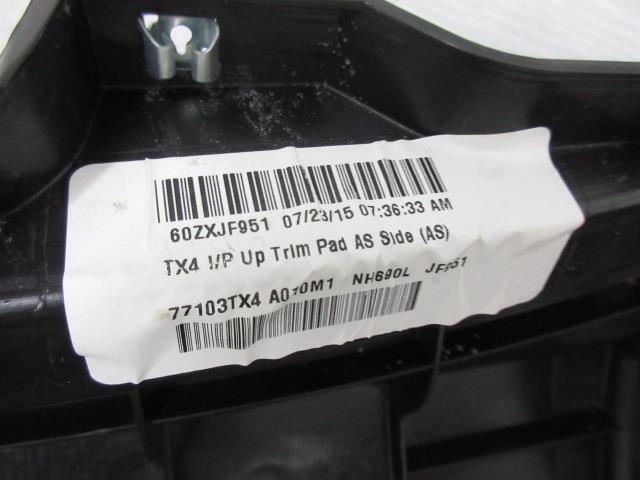 60ZXJF951 07/23/15 07:36:33 AM
TX4 I/P Up Trim Pad AS Side (AS)
77103TX4 A010M1 NH690L JF951